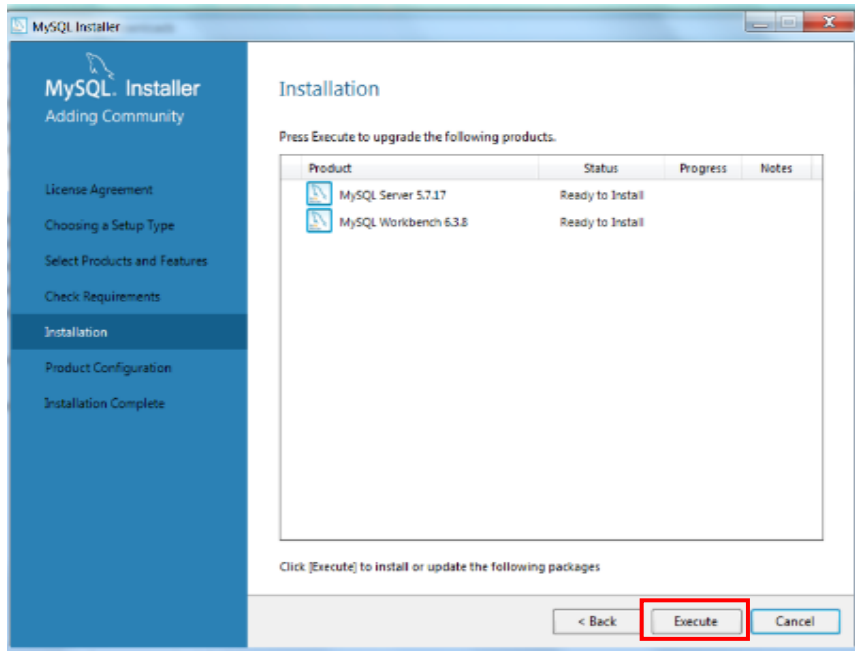 MySQL Installer
MySQL. Installer
Adding Community
License Agreement
Choosing a Setup Type
Select Products and Features
Check Requirements
Installation
Product Configuration
Installation Complete
Installation
Press Execute to upgrade the following products.
Product Status Progress Notes
MySQL Server 5.7.17 Ready to Install
MySQL Workbench 6.3.8 Ready to Install
Click [Execute] to install or update the following packages
< Back Execute Cancel